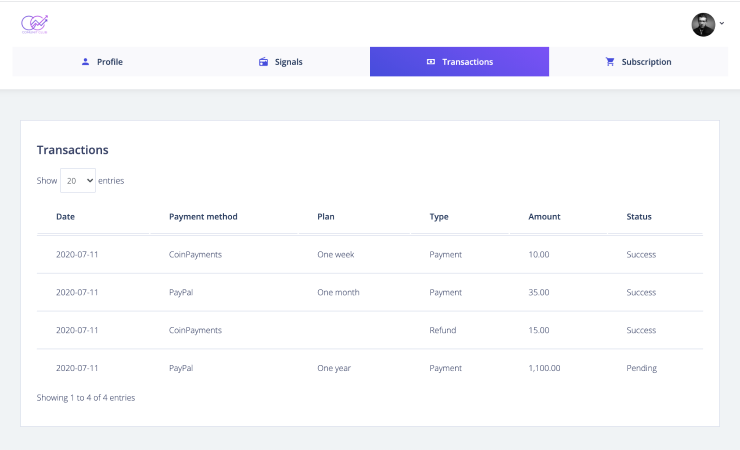 Profile
Signals
Transactions
Subscription
Transactions
Show 20 entries
Date Payment method Plan Type Amount Status
2020-07-11 CoinPayments One week Payment 10.00 Success
2020-07-11 PayPal One month Payment 35.00 Success
2020-07-11 CoinPayments Refund 15.00 Success
2020-07-11 PayPal One year Payment 1,100.00 Pending
Showing 1 to 4 of 4 entries